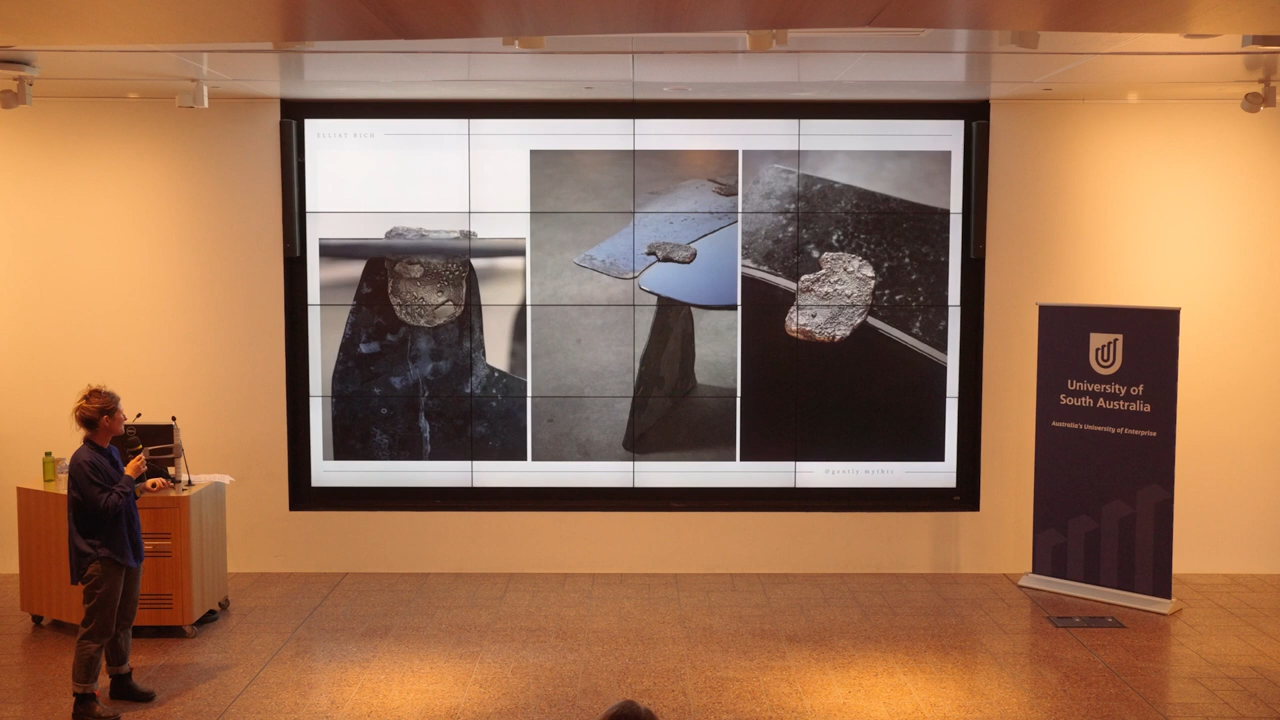 ELLIAT RICH
@gently.mythic
University of
South Australia
Australia's University of Enterprise